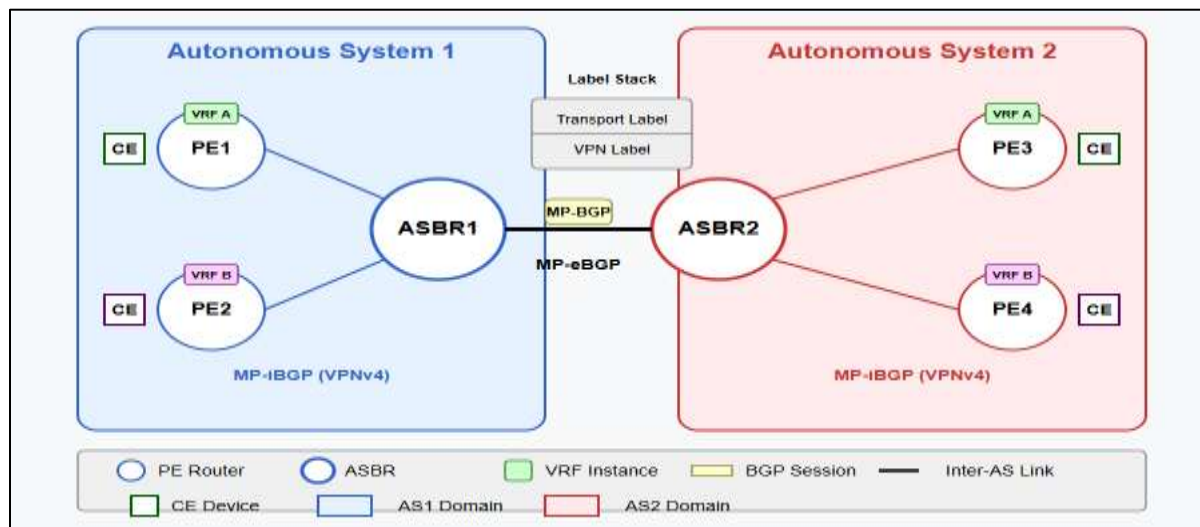 Autonomous System 1
Autonomous System 2
Label Stack
Transport Label
VPN Label
VRF A
CE
PE1
VRF A
PE3
CE
ASBR1
MP-BGP
ASBR2
MP-eBGP
VRF B
CE
PE2
VRF B
PE4
CE
MP-iBGP (VPNv4)
MP-iBGP (VPNv4)
PE Router
ASBR
VRF Instance
BGP Session
Inter-AS Link
CE Device
AS1 Domain
AS2 Domain